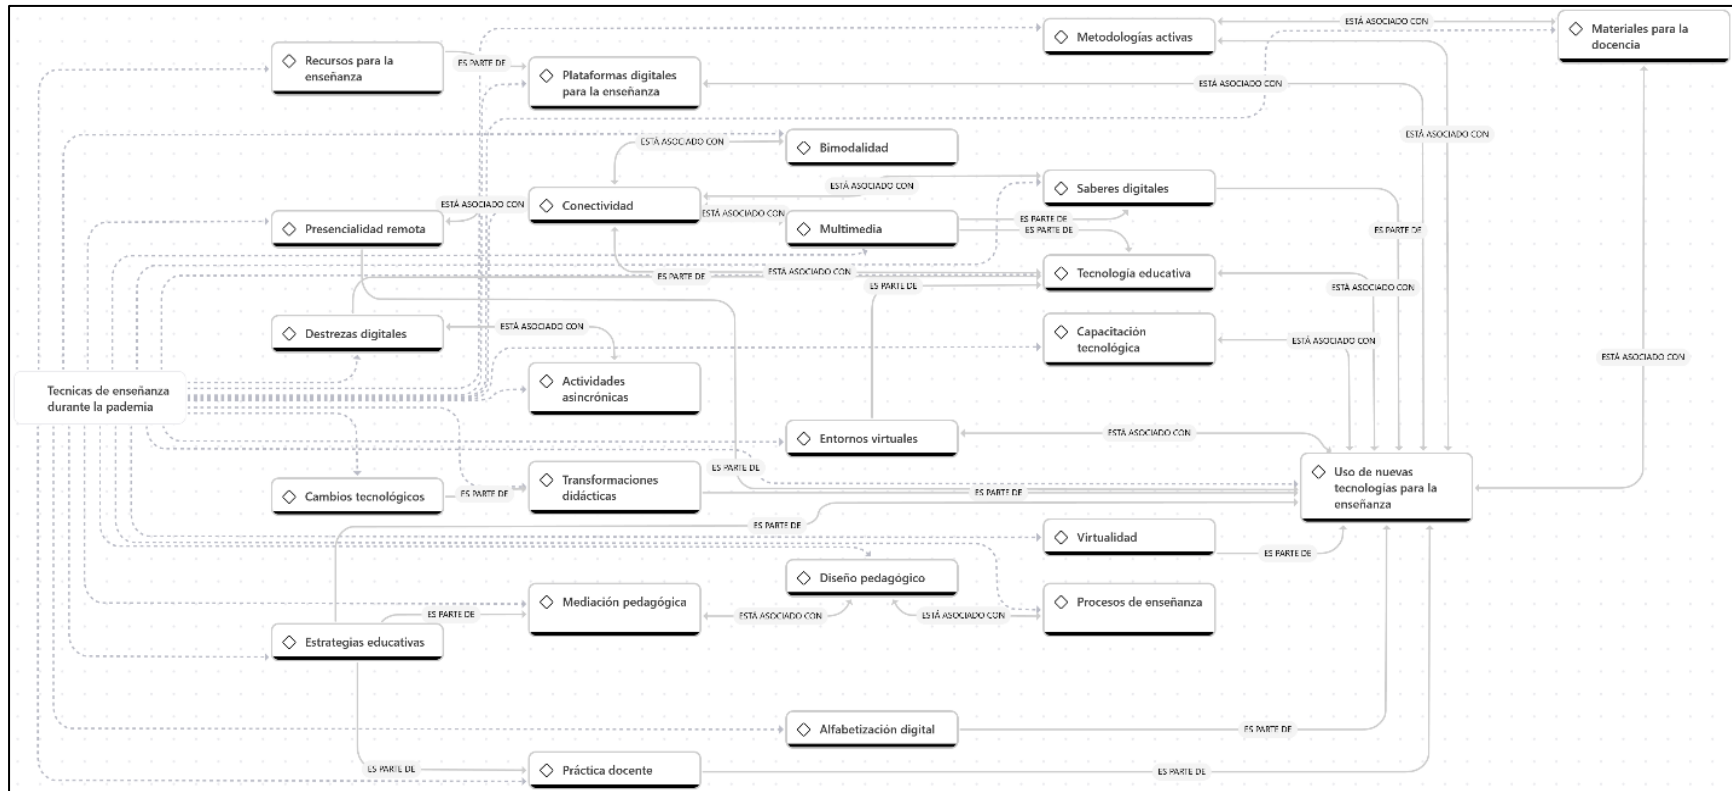 ESTÁ ASOCIADO CON
Metodologías activas
Materiales para la
docencia
Recursos para la
enseñanza
ES PARTE DE
Plataformas digitales
para la enseñanza
ESTÁ ASOCIADO CON
ESTÁ ASOCIADO CON
ESTÁ ASOCIADO CON
Bimodalidad
Saberes digitales
ESTÁ ASOCIADO CON
ESTÁ ASOCIADO CON
Conectividad
ESTÁ ASOCIADO CON
Presencialidad remota
Multimedia
ES PARTE DE
ES PARTE DE
ES PARTE DE
ES PARTE DE
ESTÁ ASOCIADO CON
Tecnología educativa
ES PARTE DE
ESTÁ ASOCIADO CON
Destrezas digitales
ESTÁ ASOCIADO CON
Capacitación
tecnológica
ESTÁ ASOCIADO CON
ESTÁ ASOCIADO CON
Tecnicas de enseñanza
durante la pademia
Actividades
asincrónicas
Entornos virtuales
ESTÁ ASOCIADO CON
ES PARTE DE
Uso de nuevas
tecnologías para la
enseñanza
Cambios tecnológicos
ES PARTE DE
Transformaciones
didácticas
ES PARTE DE
ES PARTE DE
Virtualidad
ES PARTE DE
Diseño pedagógico
Mediación pedagógica
Procesos de enseñanza
ES PARTE DE
ESTÁ ASOCIADO CON
ESTÁ ASOCIADO CON
Estrategias educativas
Alfabetización digital
ES PARTE DE
ES PARTE DE
Práctica docente
ES PARTE DE